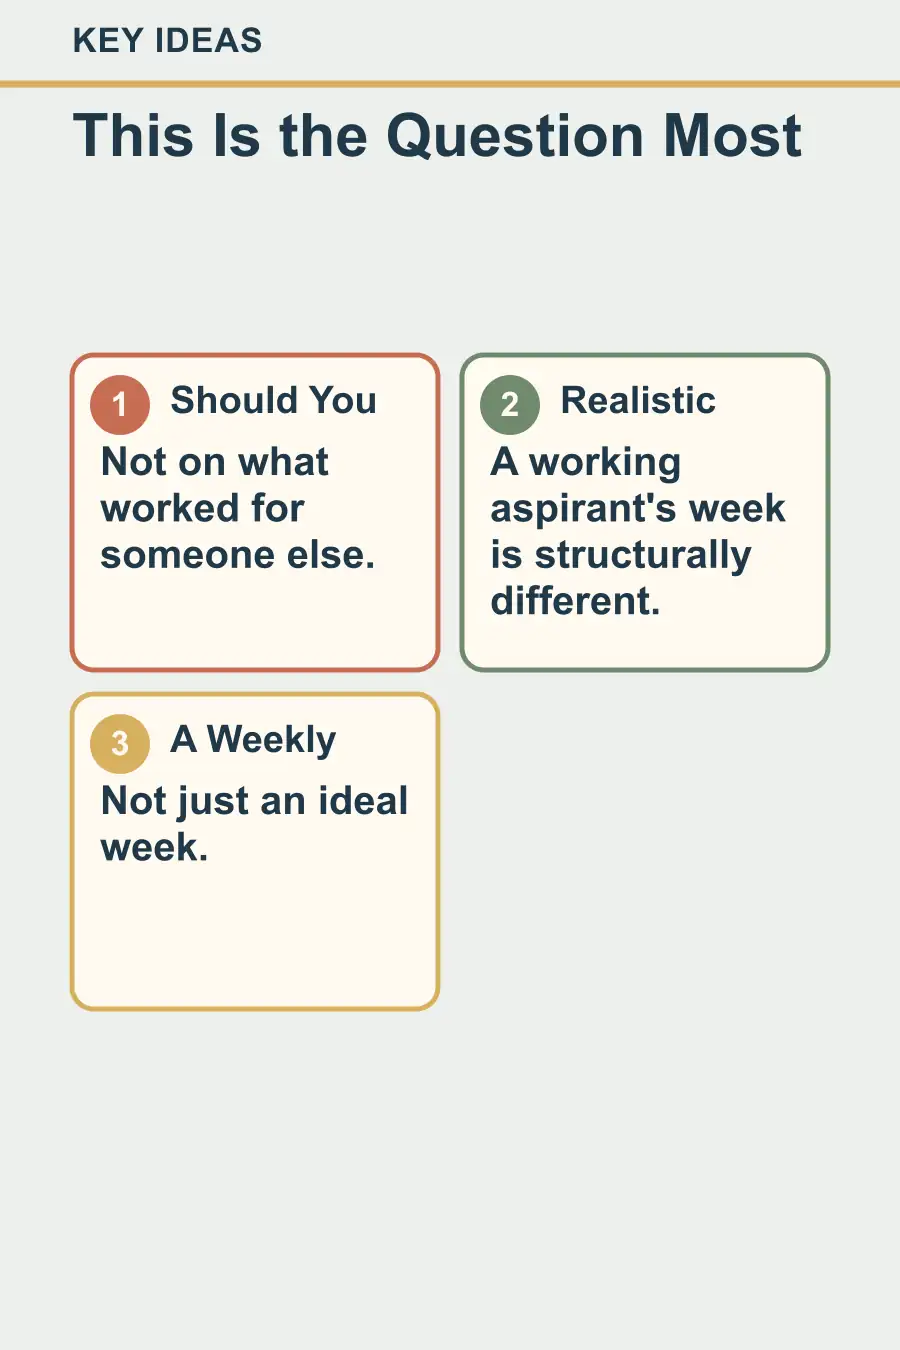 KEY IDEAS
This Is the Question Most
1
Should You
Not on what
worked for
someone else.
2
Realistic
A working
aspirant's week
is structurally
different.
3
A Weekly
Not just an ideal
week.